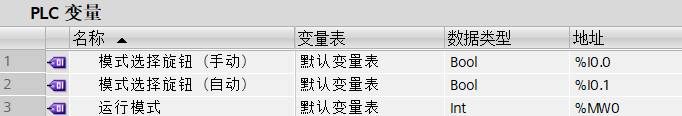 PLC 变量
名称 变量表 数据类型 地址
1 模式选择旋钮（手动） 默认变量表 Bool %I0.0
2 模式选择旋钮（自动） 默认变量表 Bool %I0.1
3 运行模式 默认变量表 Int %MW0